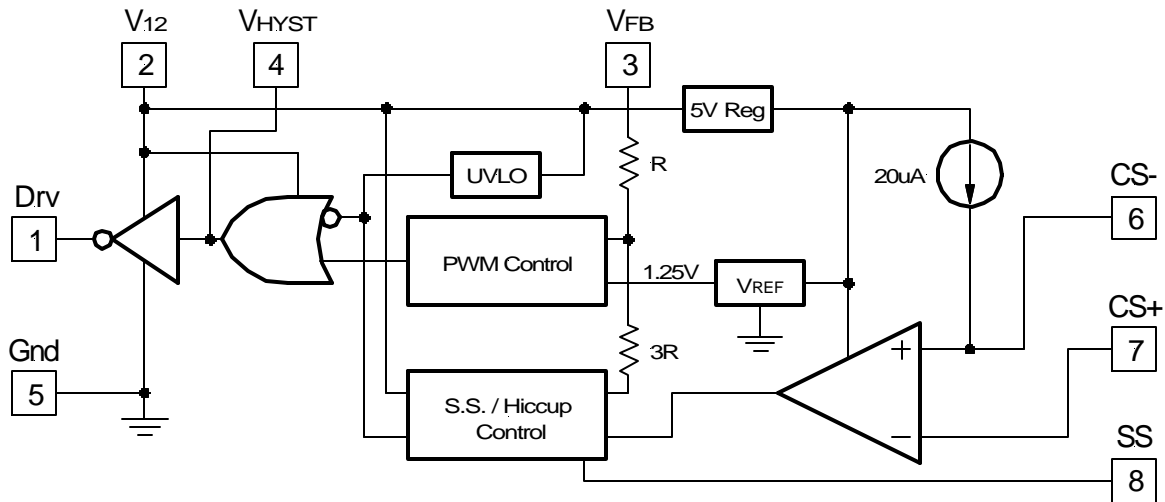 V12
VHYST
VFB
2
4
3
5V Reg
R
UVLO
20uA
CS-
6
Drv
1
PWM Control
1.25V
VREF
CS+
7
+
Gnd
5
3R
S.S. / Hiccup
Control
−
SS
8